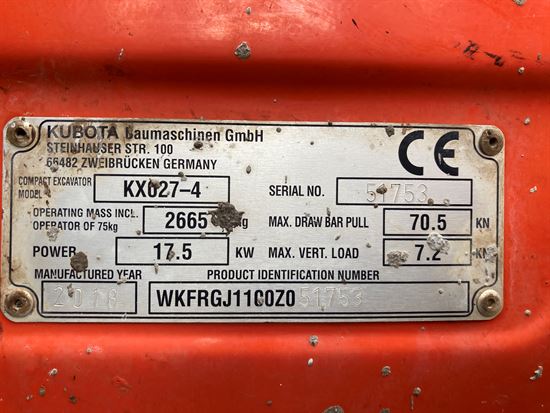 KUBOTA Baumaschinen GmbH
STEINHAUSER STR. 100
66482 ZWEIBRÜCKEN GERMANY
CE
COMPACT EXCAVATOR
MODEL
KX027-4
SERIAL NO. 51753
OPERATING MASS INCL.
OPERATOR OF 75kg
2665 kg
MAX. DRAW BAR PULL 70.5 KN
POWER 17.5 KW
MAX. VERT. LOAD 7.2 KN
MANUFACTURED YEAR
2018
PRODUCT IDENTIFICATION NUMBER
WKFRGJ1100Z051753